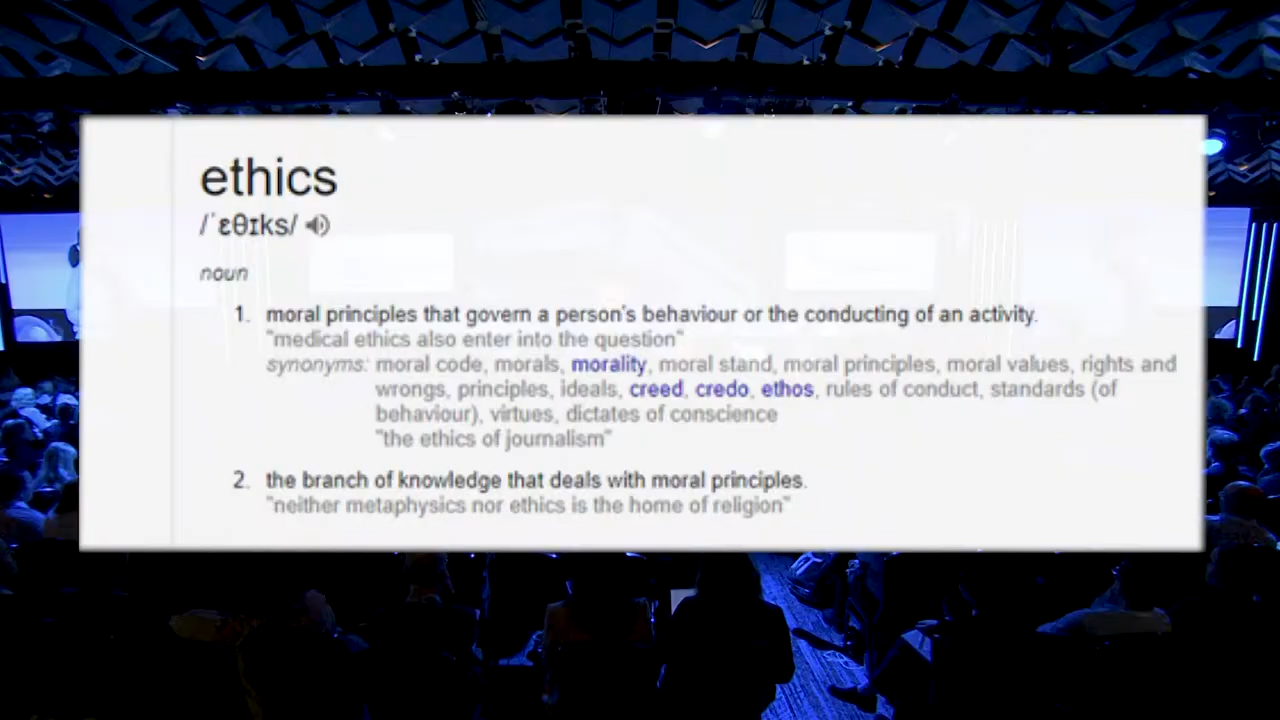 ethics
/ˈɛθɪks/
noun
1. moral principles that govern a person's behaviour or the conducting of an activity.
"medical ethics also enter into the question"
synonyms: moral code, morals, morality, moral stand, moral principles, moral values, rights and
wrongs, principles, ideals, creed, credo, ethos, rules of conduct, standards (of
behaviour), virtues, dictates of conscience
"the ethics of journalism"
2. the branch of knowledge that deals with moral principles.
"neither metaphysics nor ethics is the home of religion"